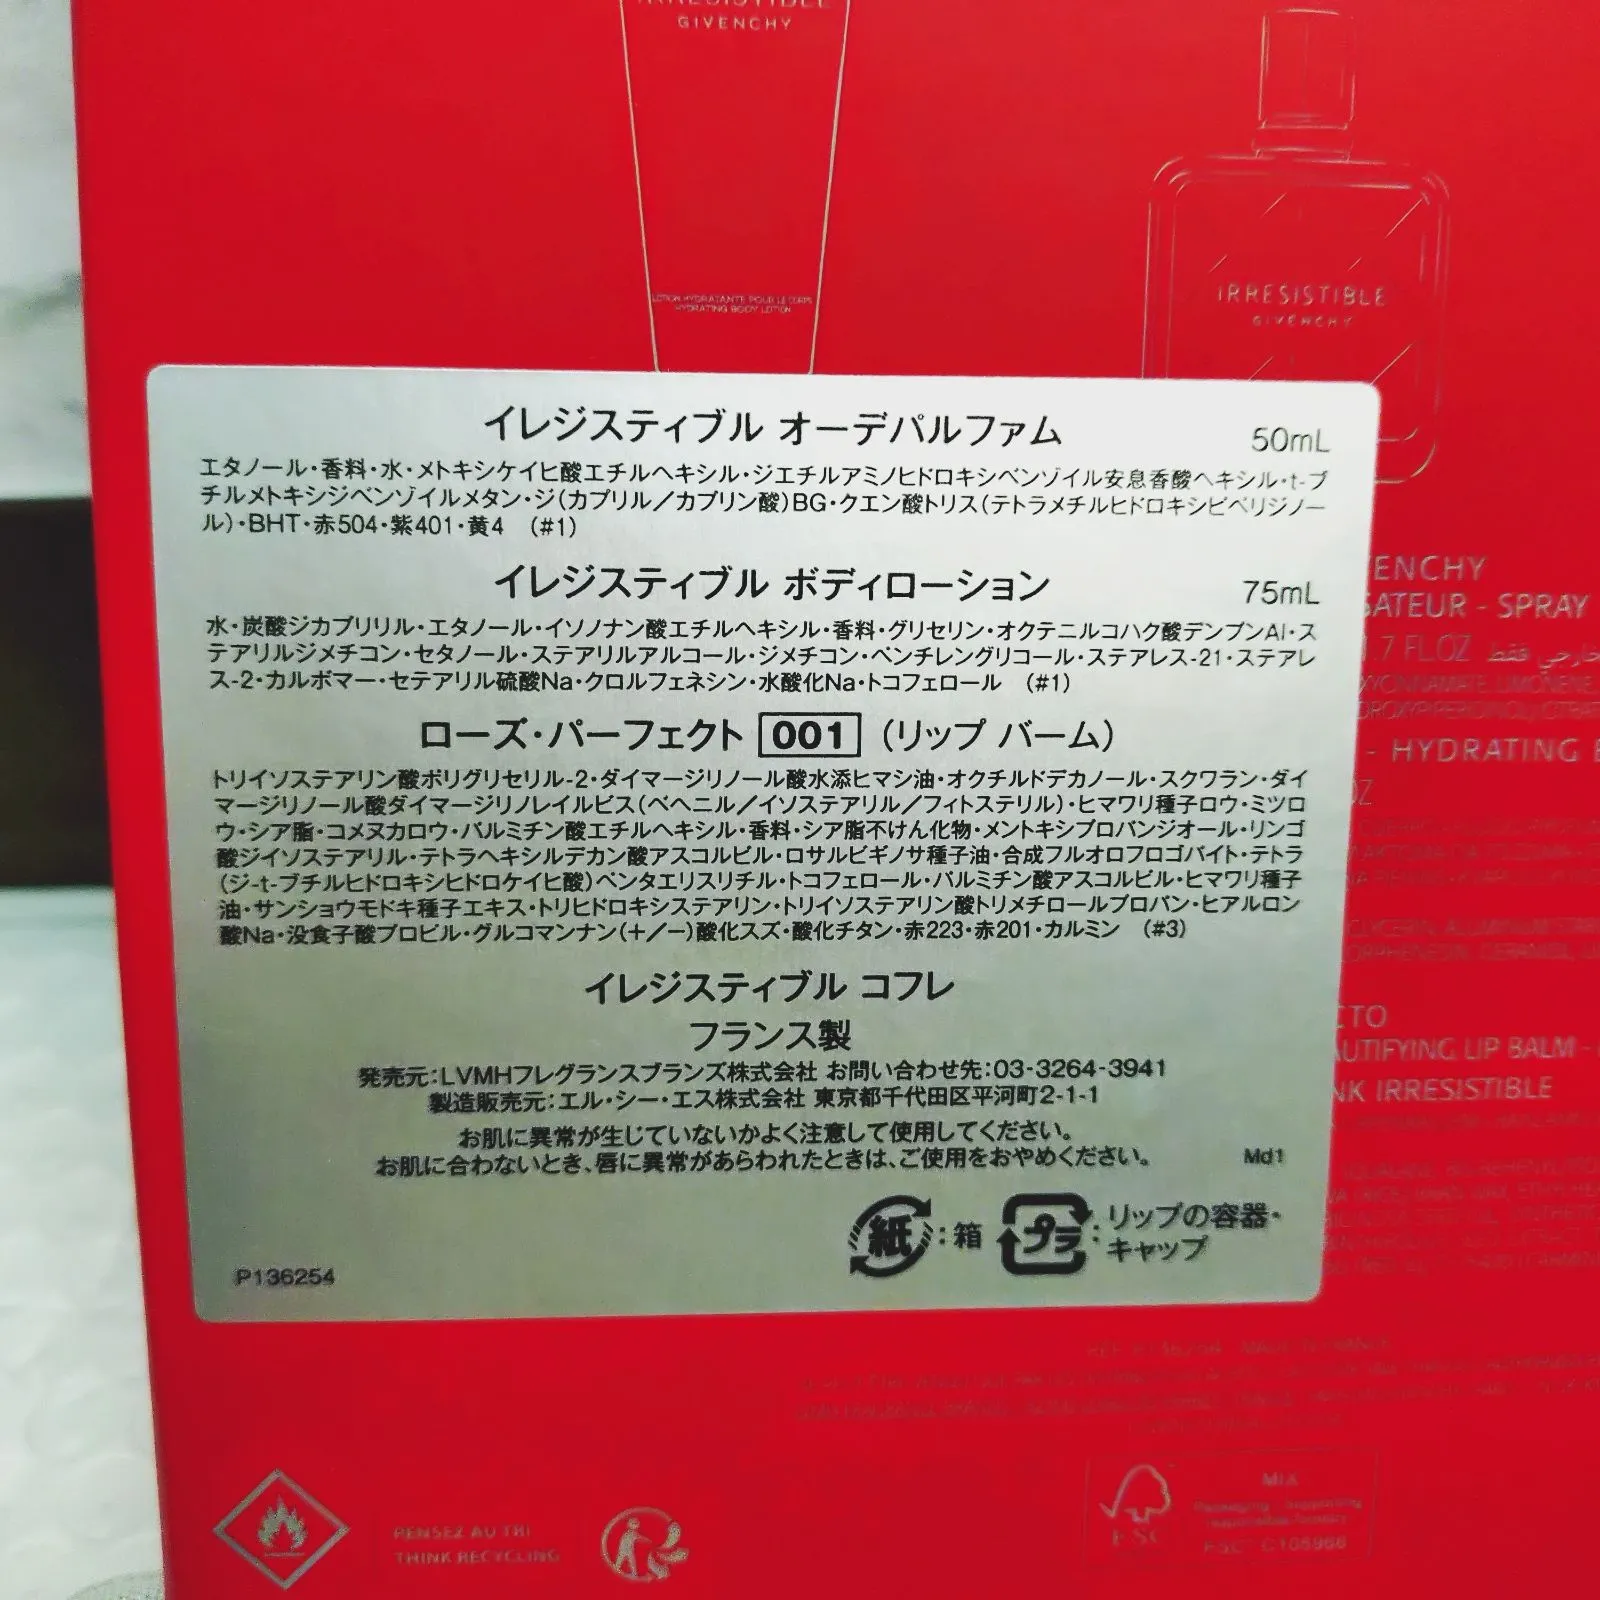 GIVENCHY
LOTION HYDRATANTE POUR LE CORPS
HYDRATING BODY LOTION
IRRESISTIBLE
GIVENCHY
イレジスティブル オーデパルファム 50mL
エタノール・香料・水・メトキシケイヒ酸エチルヘキシル・ジエチルアミノヒドロキシベンゾイル安息香酸ヘキシル・t-ブ
チルメトキシジベンゾイルメタン・ジ(カプリル/カプリン酸)BG・クエン酸トリス(テトラメチルヒドロキシピペリジノー
ル)・BHT・赤504・紫401・黄4 (#1)
イレジスティブル ボディローション 75mL
水・炭酸ジカプリリル・エタノール・イソノナン酸エチルヘキシル・香料・グリセリン・オクテニルコハク酸デンプンAl・ス
テアリルジメチコン・セタノール・ステアリルアルコール・ジメチコン・ペンチレングリコール・ステアレス-21・ステアレ
ス-2・カルボマー・セテアリル硫酸Na・クロルフェネシン・水酸化Na・トコフェロール (#1)
ローズ・パーフェクト 001 (リップ バーム)
トリイソステアリン酸ポリグリセリル-2・ダイマージリノール酸水添ヒマシ油・オクチルドデカノール・スクワラン・ダイ
マージリノール酸ダイマージリノレイルビス(ベヘニル/イソステアリル/フィトステリル)・ヒマワリ種子ロウ・ミツロ
ウ・シア脂・コメヌカロウ・パルミチン酸エチルヘキシル・香料・シア脂不けん化物・メントキシプロパンジオール・リンゴ
酸ジイソステアリル・テトラヘキシルデカン酸アスコルビル・ロサルビギノサ種子油・合成フルオロフロゴパイト・テトラ
(ジ-t-ブチルヒドロキシヒドロケイヒ酸)ペンタエリスリチル・トコフェロール・パルミチン酸アスコルビル・ヒマワリ種子
油・サンショウモドキ種子エキス・トリヒドロキシステアリン・トリイソステアリン酸トリメチロールプロパン・ヒアルロン
酸Na・没食子酸プロピル・グルコマンナン(+/-)酸化スズ・酸化チタン・赤223・赤201・カルミン (#3)
イレジスティブル コフレ
フランス製
発売元:LVMHフレグランスブランズ株式会社 お問い合わせ先:03-3264-3941
製造販売元:エル・シー・エス株式会社 東京都千代田区平河町2-1-1
お肌に異常が生じていないかよく注意して使用してください。
お肌に合わないとき、唇に異常があらわれたときは、ご使用をおやめください。 Md1
紙:箱 プラ:リップの容器・
キャップ
P136254
ENCHY
SATEUR - SPRAY
1.7 FL.OZ
- HYDRATING
OZ
CTO
AUTIFYING LIP BALM -
NK IRRESISTIBLE
PENSEZ AU TRI
THINK RECYCLING
FSC
MIX